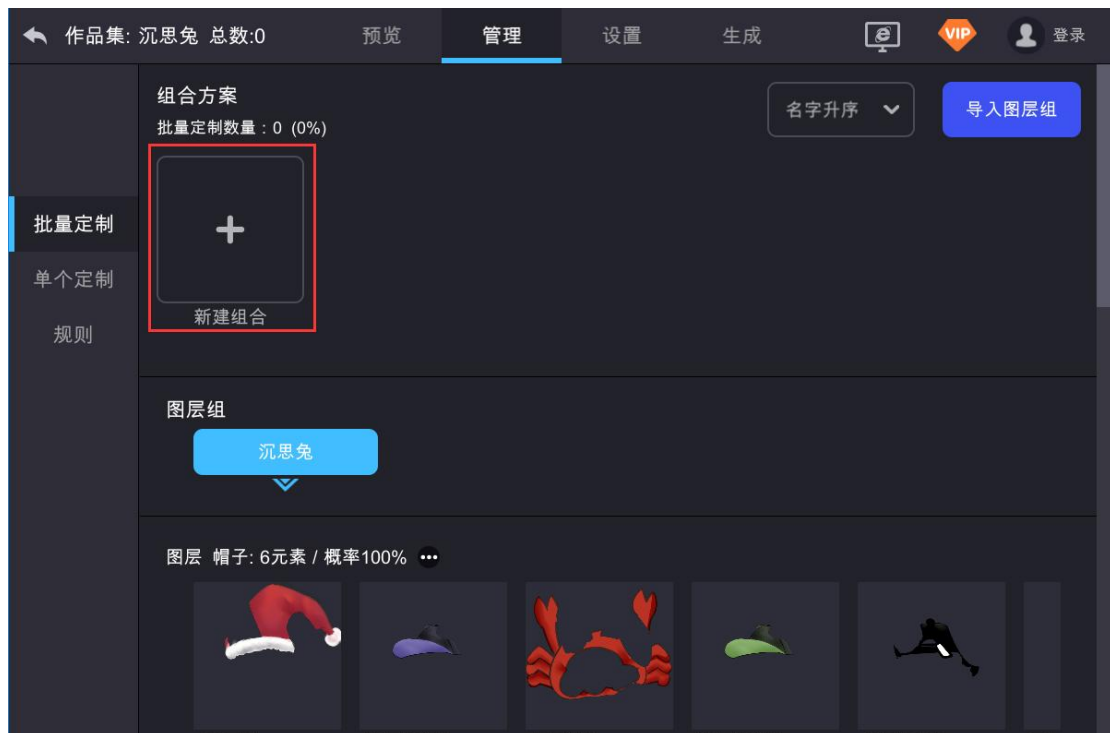 作品集: 沉思兔 总数:0 预览 管理 设置 生成 VIP 登录
组合方案
批量定制数量：0 (0%)
名字升序 导入图层组
批量定制
单个定制
规则
新建组合
图层组
沉思兔
图层 帽子: 6元素 / 概率100%